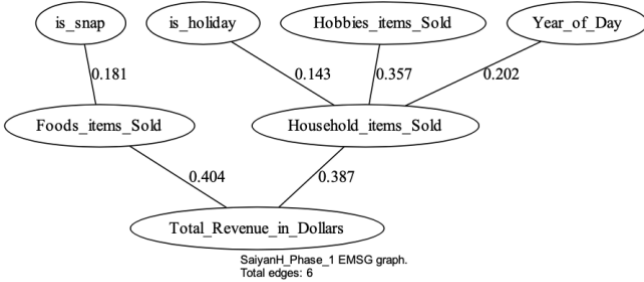 is_snap
is_holiday
Hobbies_items_Sold
Year_of_Day
0.181
0.143
0.357
0.202
Foods_items_Sold
Household_items_Sold
0.404
0.387
Total_Revenue_in_Dollars
SaiyanH_Phase_1 EMSG graph.
Total edges: 6